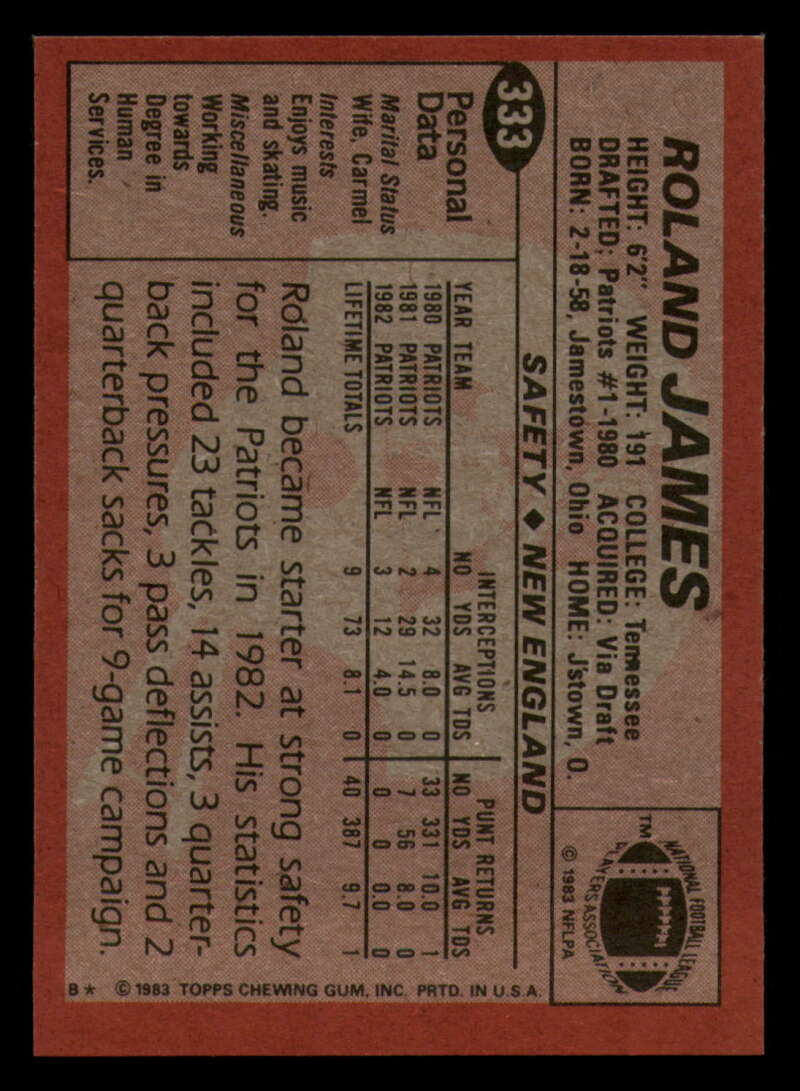 333
ROLAND JAMES
HEIGHT: 6'2" WEIGHT: 191 COLLEGE: Tennessee
DRAFTED: Patriots #1-1980 ACQUIRED: Via Draft
BORN: 2-18-58, Jamestown, Ohio HOME: J'stown, O.
NATIONAL FOOTBALL LEAGUE
PLAYERS ASSOCIATION
TM
© 1983 NFLPA
SAFETY ♦ NEW ENGLAND
Personal
Data
Marital Status
Wife, Carmel
Interests
Enjoys music
and skating.
Miscellaneous
Working
towards
Degree in
Human
Services.
INTERCEPTIONS PUNT RETURNS
YEAR TEAM NO YDS AVG TDS NO YDS AVG TDS
1980 PATRIOTS NFL 4 32 8.0 0 33 331 10.0 1
1981 PATRIOTS NFL 2 29 14.5 0 7 56 8.0 0
1982 PATRIOTS NFL 3 12 4.0 0 0 0 0.0 0
LIFETIME TOTALS 9 73 8.1 0 40 387 9.7 1
Roland became starter at strong safety
for the Patriots in 1982. His statistics
included 23 tackles, 14 assists, 3 quarter-
back pressures, 3 pass deflections and 2
quarterback sacks for 9-game campaign.
B* © 1983 TOPPS CHEWING GUM, INC. PRTD. IN U.S.A.